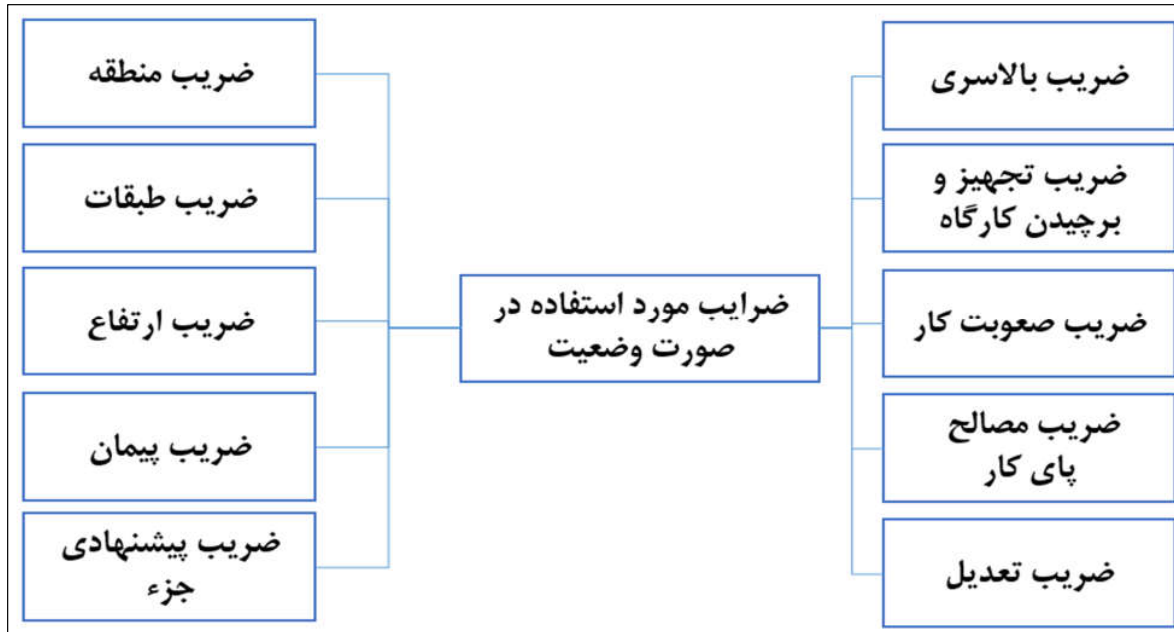 ضرایب مورد استفاده در
صورت وضعیت
ضریب بالاسری
ضریب تجهیز و
برچیدن کارگاه
ضریب صعوبت کار
ضریب مصالح
پای کار
ضریب تعدیل
ضریب منطقه
ضریب طبقات
ضریب ارتفاع
ضریب پیمان
ضریب پیشنهادی
جزء